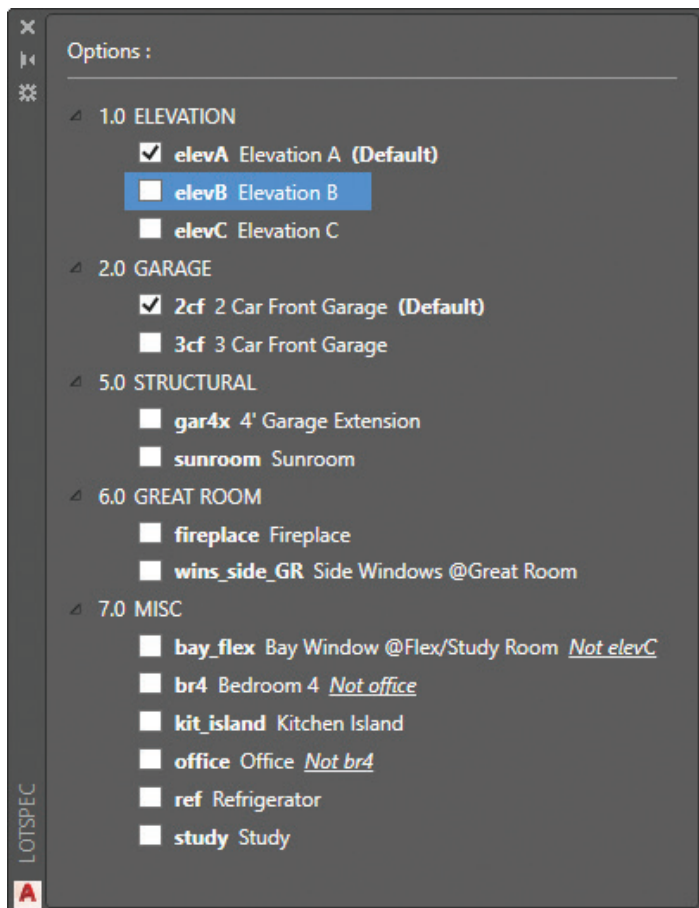 Options :
1.0 ELEVATION
elevA Elevation A (Default)
elevB Elevation B
elevC Elevation C
2.0 GARAGE
2cf 2 Car Front Garage (Default)
3cf 3 Car Front Garage
5.0 STRUCTURAL
gar4x 4' Garage Extension
sunroom Sunroom
6.0 GREAT ROOM
fireplace Fireplace
wins_side_GR Side Windows @Great Room
7.0 MISC
bay_flex Bay Window @Flex/Study Room Not elevC
br4 Bedroom 4 Not office
kit_island Kitchen Island
office Office Not br4
ref Refrigerator
study Study
LOTSPEC
A